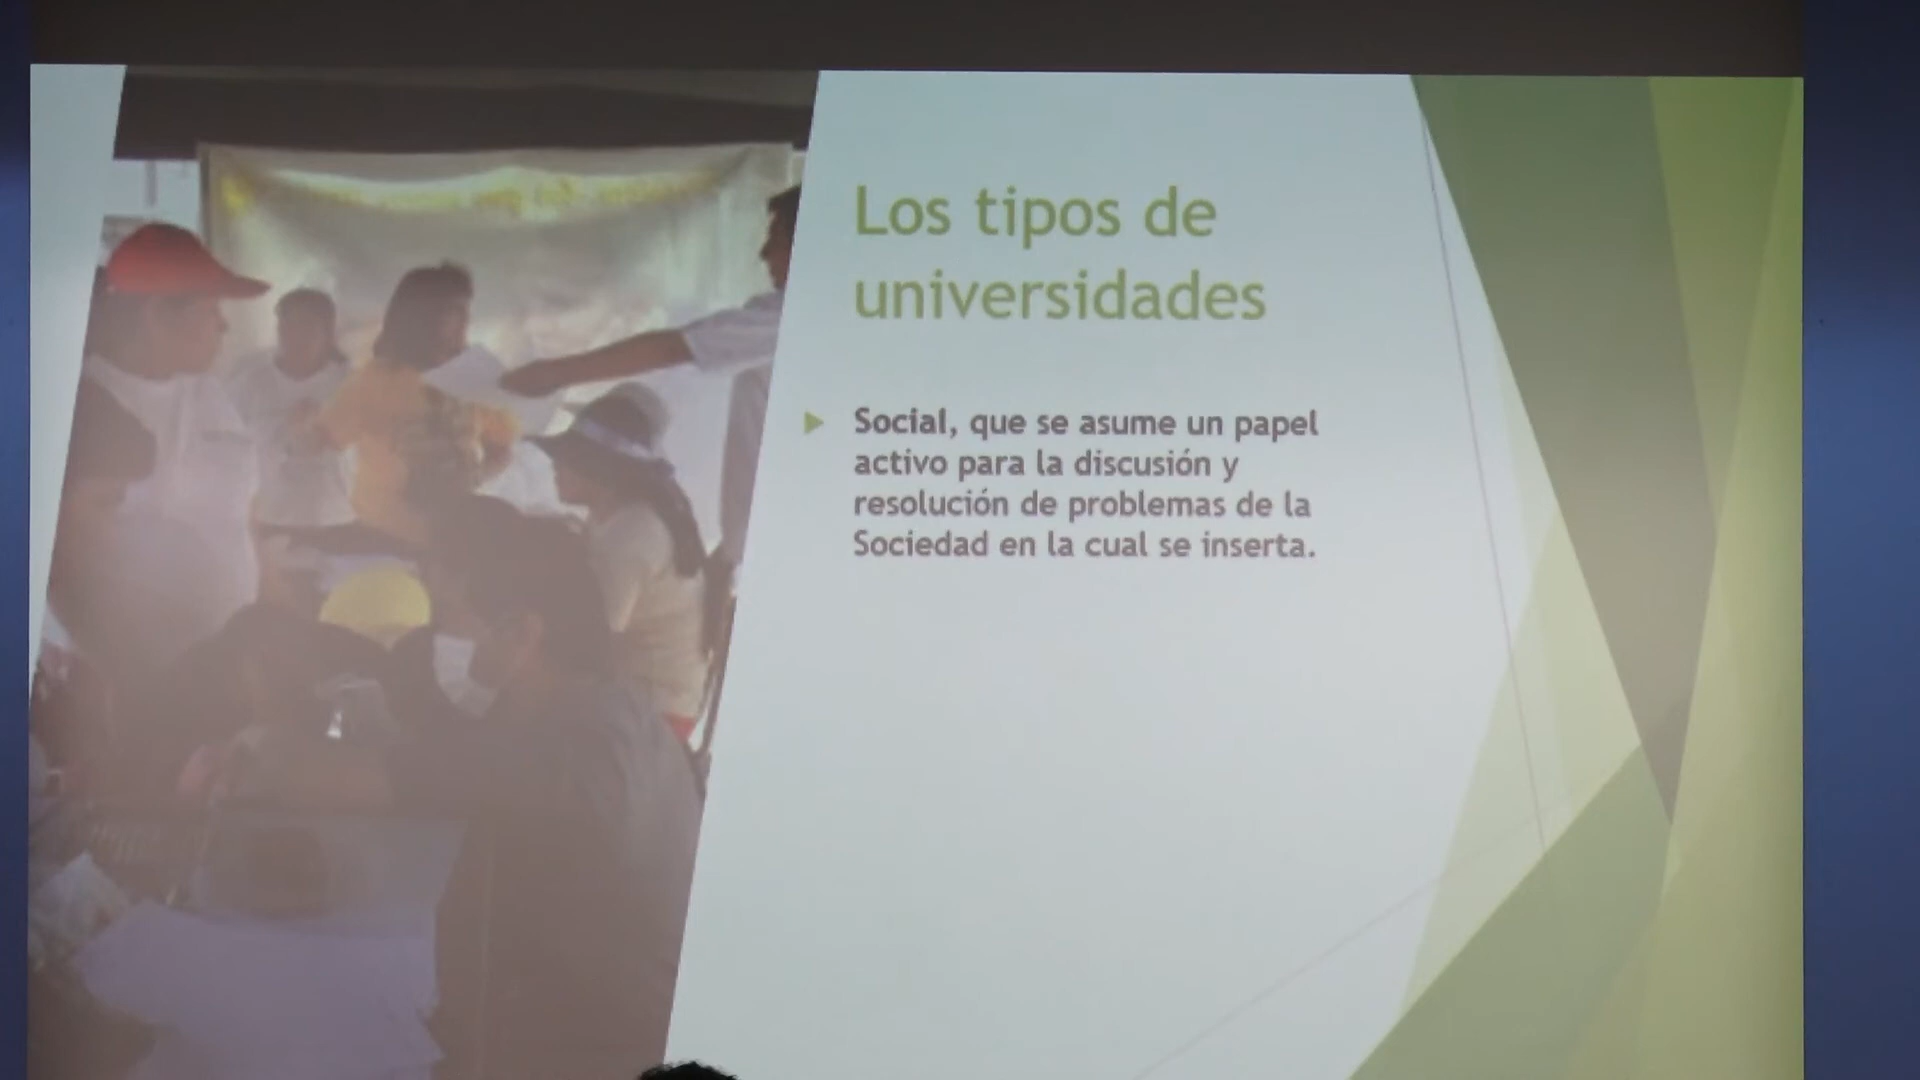 Los tipos de
universidades
Social, que se asume un papel
activo para la discusión y
resolución de problemas de la
Sociedad en la cual se inserta.